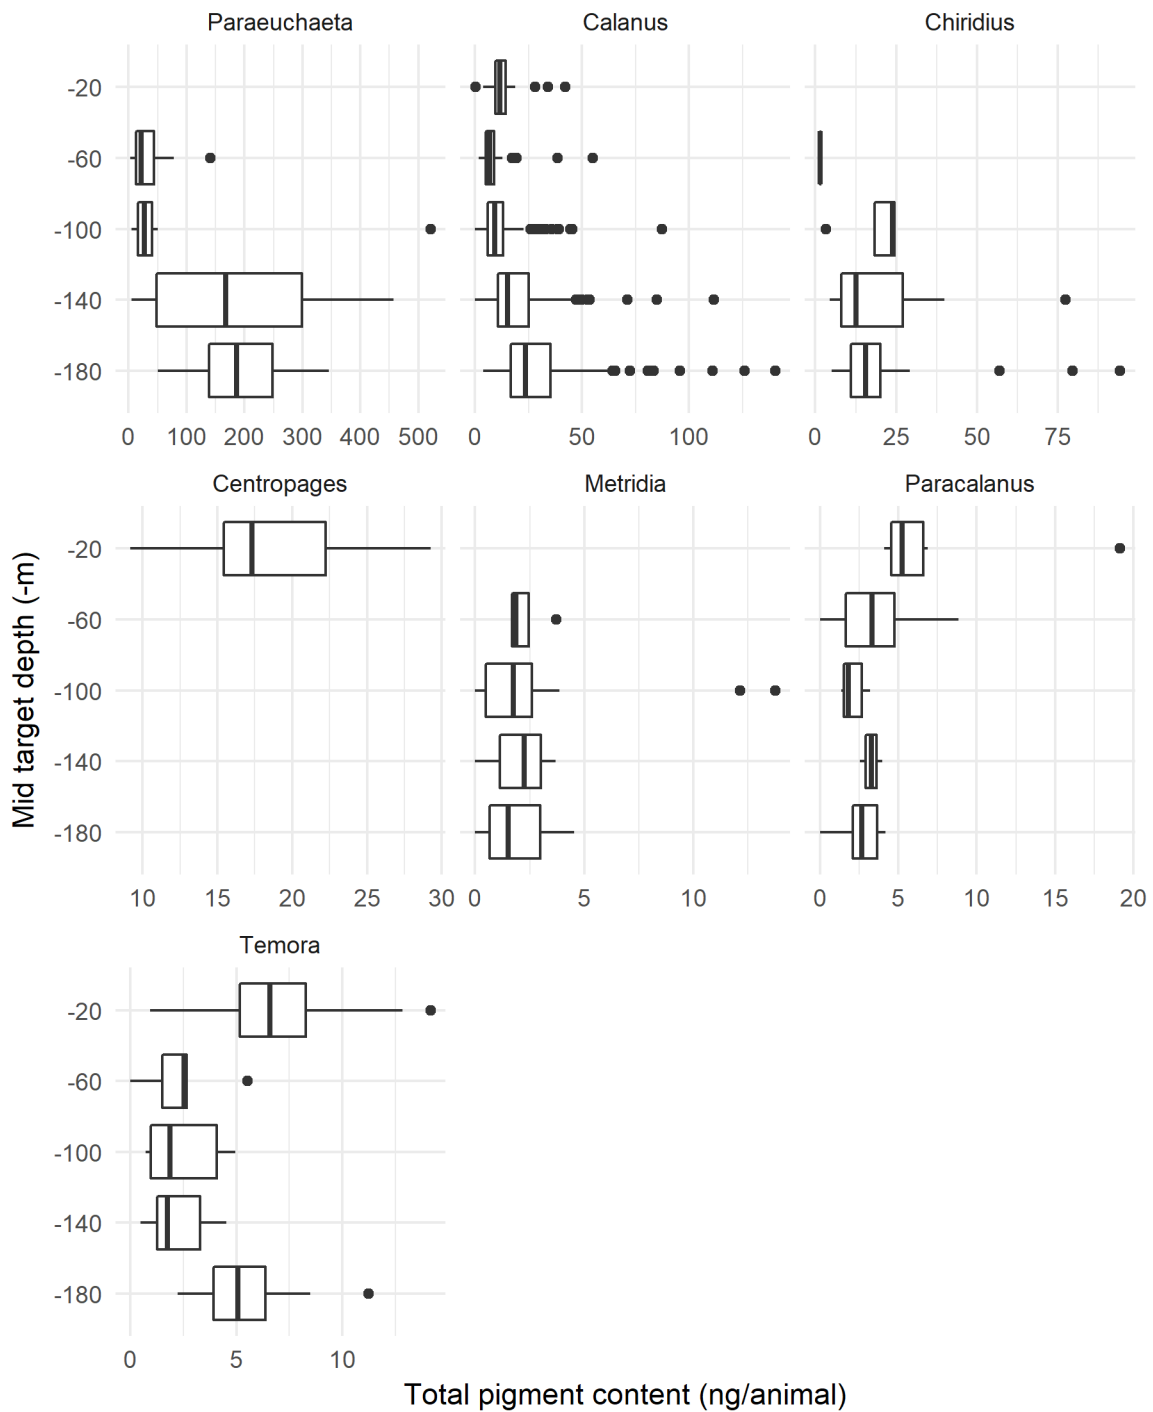 Paraeuchaeta Calanus Chiridius
-20
-60
-100
-140
-180
0 100 200 300 400 500 0 50 100 0 25 50 75
Centropages Metridia Paracalanus
-20
-60
-100
-140
-180
10 15 20 25 30 0 5 10 0 5 10 15 20
Temora
-20
-60
-100
-140
-180
0 5 10
Mid target depth (-m)
Total pigment content (ng/animal)